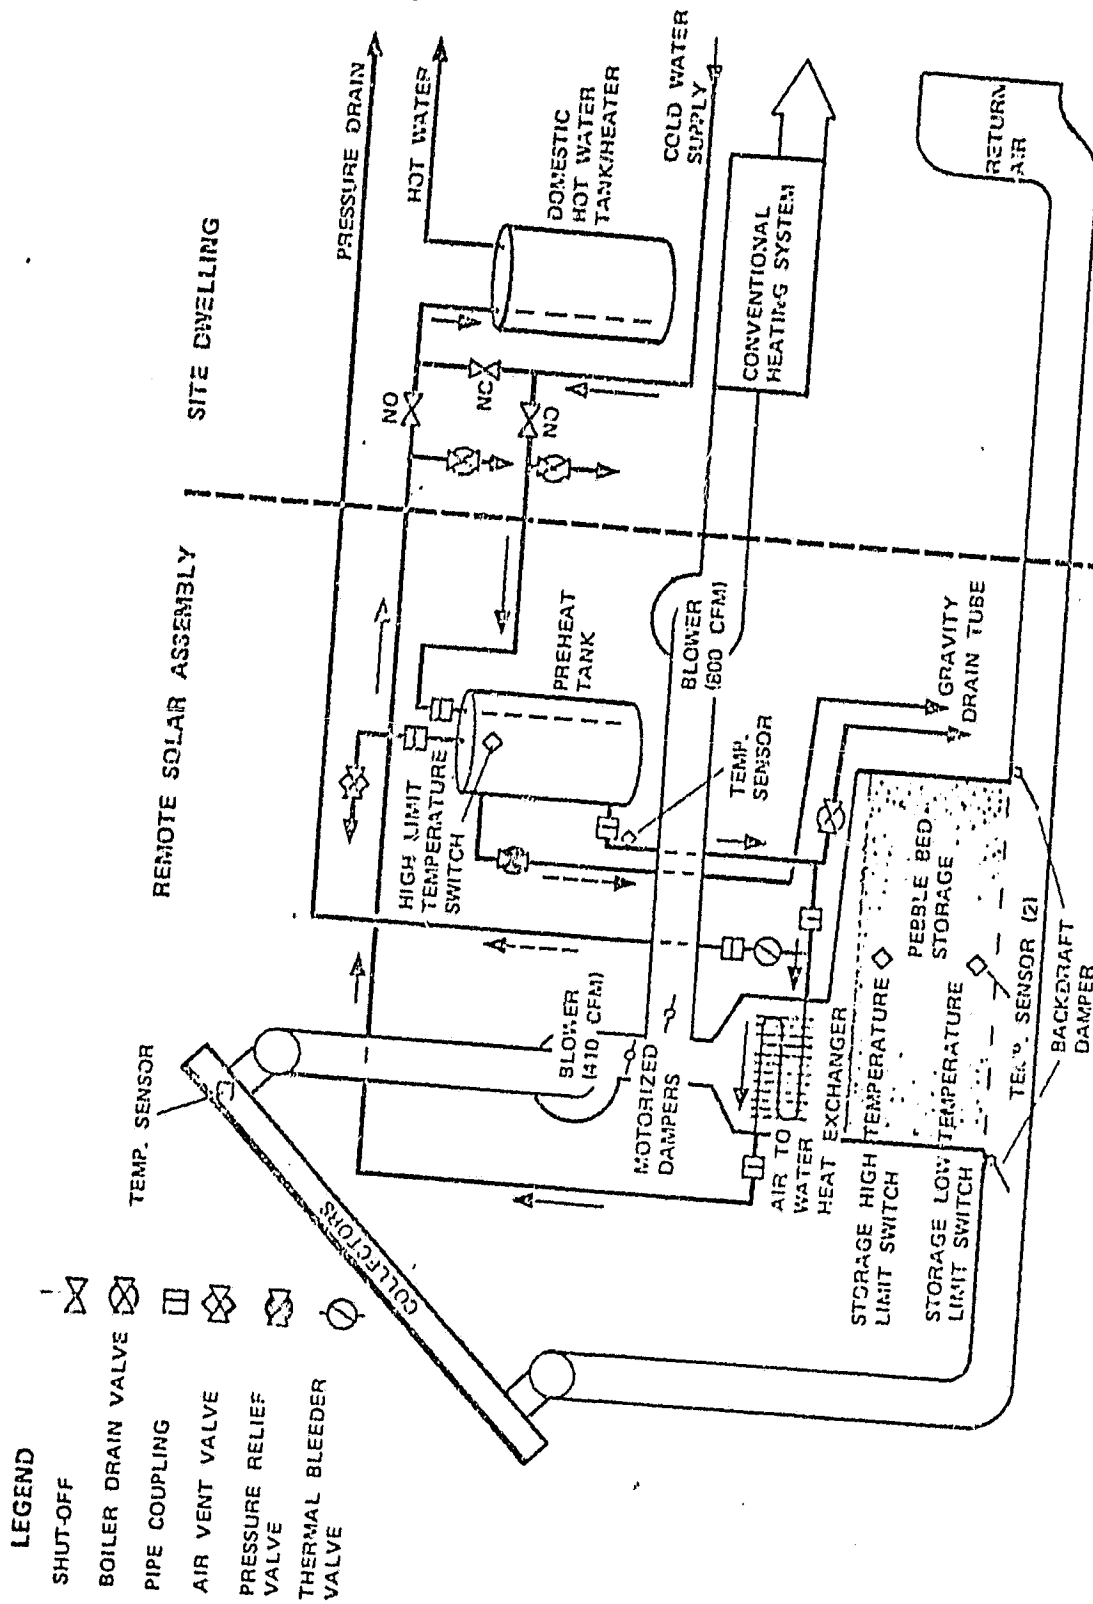 LEGEND
SHUT-OFF
BOILER DRAIN VALVE
PIPE COUPLING
AIR VENT VALVE
PRESSURE RELIEF
VALVE
THERMAL BLEEDER
VALVE
REMOTE SOLAR ASSEMBLY
SITE DWELLING
TEMP. SENSOR
COLLECTORS
PRESSURE DRAIN
HOT WATER
NO
NC
NO
DOMESTIC
HOT WATER
TANK/HEATER
COLD WATER
SUPPLY
HIGH LIMIT
TEMPERATURE
SWITCH
PREHEAT
TANK
BLOWER
(410 CFM)
MOTORIZED
DAMPERS
TEMP.
SENSOR
BLOWER
(800 CFM)
CONVENTIONAL
HEATING SYSTEM
AIR TO
WATER
HEAT EXCHANGER
GRAVITY
DRAIN TUBE
RETURN
AIR
STORAGE HIGH TEMPERATURE
LIMIT SWITCH
PEBBLE BED
STORAGE
STORAGE LOW TEMPERATURE
LIMIT SWITCH
TEMP. SENSOR (2)
BACKDRAFT
DAMPER